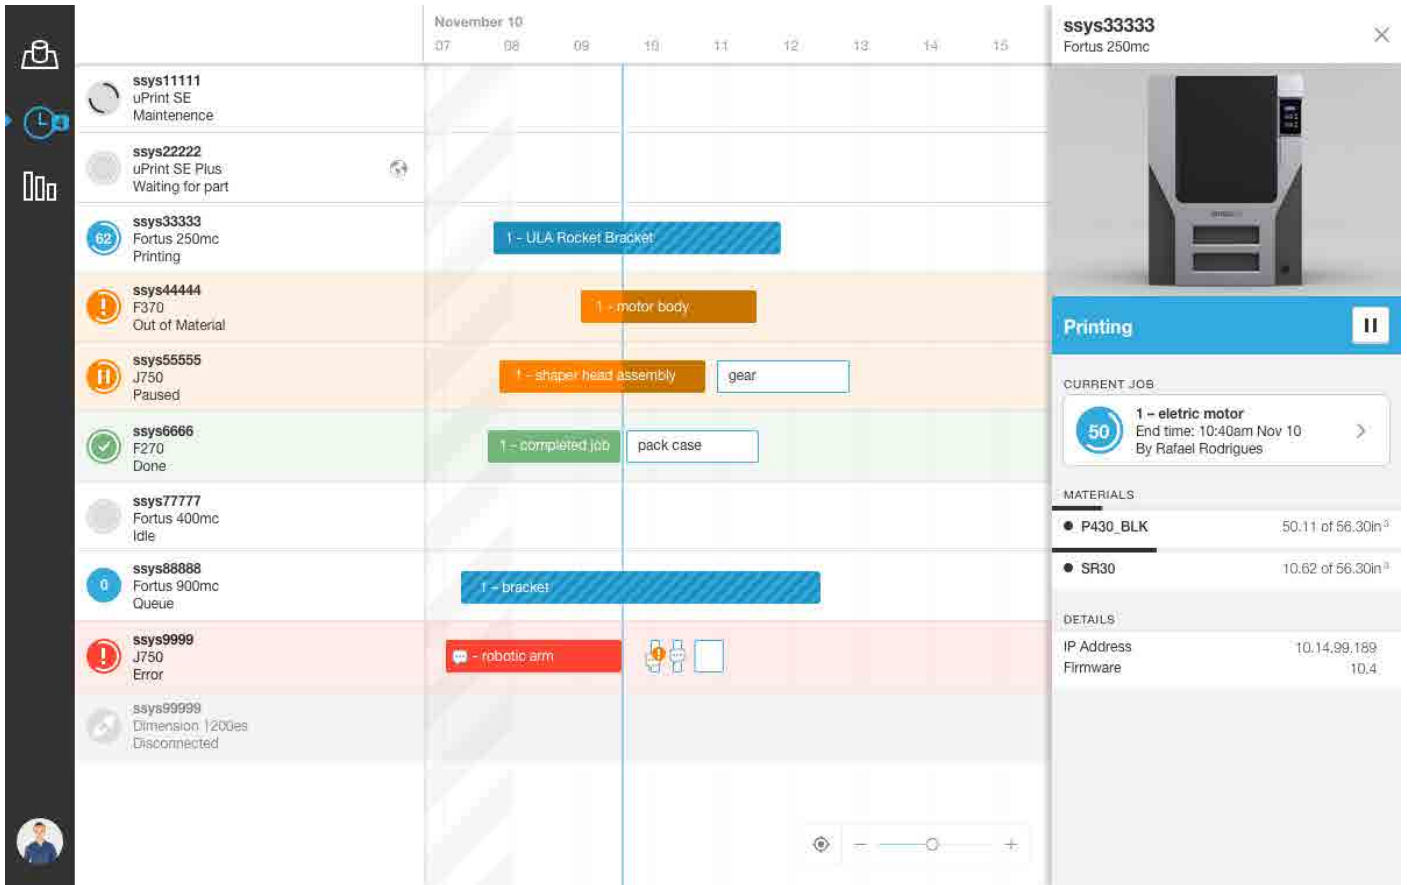 November 10
07 08 09 10 11 12 13 14 15
4
ssys11111
uPrint SE
Maintenence
ssys22222
uPrint SE Plus
Waiting for part
62
ssys33333
Fortus 250mc
Printing
1 - ULA Rocket Bracket
ssys44444
F370
Out of Material
1 - motor body
ssys55555
J750
Paused
1 - shaper head assembly
gear
ssys6666
F270
Done
1 - completed job
pack case
ssys77777
Fortus 400mc
Idle
0
ssys88888
Fortus 900mc
Queue
1 – bracket
ssys9999
J750
Error
- robotic arm
ssys99999
Dimension 1200es
Disconnected
ssys33333
Fortus 250mc
Printing
CURRENT JOB
50
1 – eletric motor
End time: 10:40am Nov 10
By Rafael Rodrigues
MATERIALS
P430_BLK 50.11 of 56.30in³
SR30 10.62 of 56.30in³
DETAILS
IP Address 10.14.99.189
Firmware 10.4